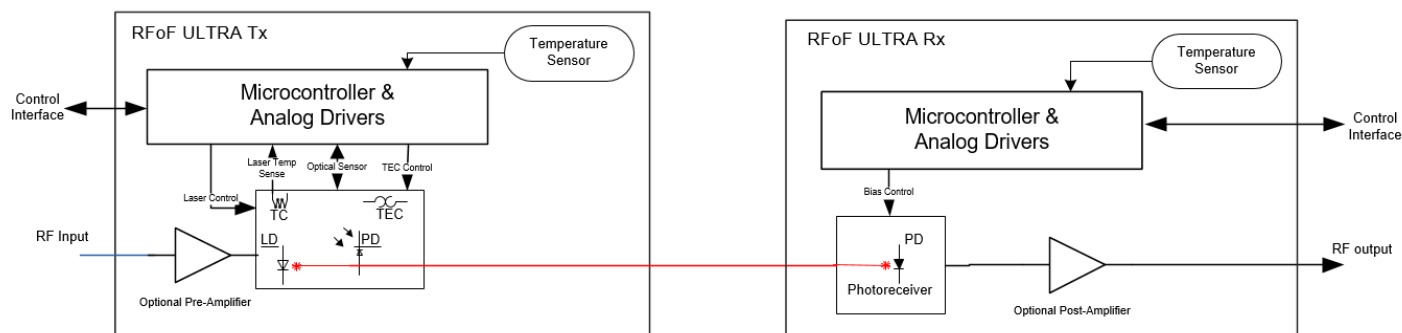 RFoF ULTRA Tx
Temperature
Sensor
Microcontroller &
Analog Drivers
Control
Interface
Laser Temp
Sense
Optical Sensor
TEC Control
Laser Control
TC
TEC
RF Input
LD
PD
Optional Pre-Amplifier
RFoF ULTRA Rx
Temperature
Sensor
Microcontroller &
Analog Drivers
Control
Interface
Bias Control
PD
Photoreceiver
RF output
Optional Post-Amplifier